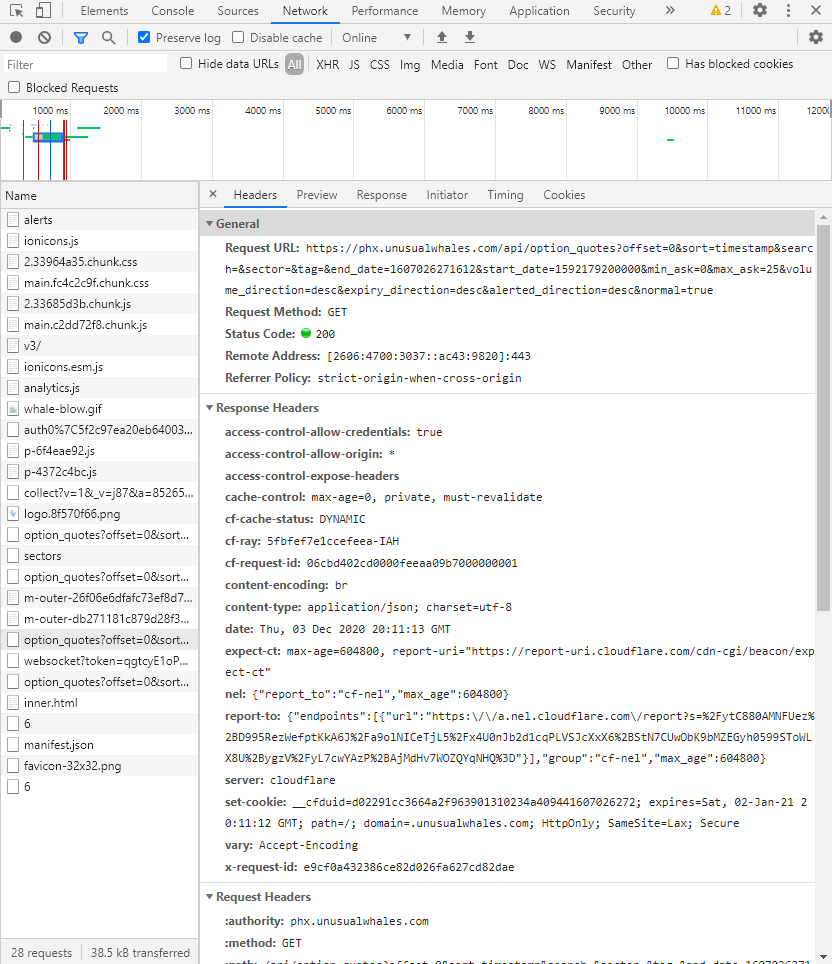 Elements Console Sources Network Performance Memory Application Security » 2
Preserve log Disable cache Online
Filter Hide data URLs All XHR JS CSS Img Media Font Doc WS Manifest Other Has blocked cookies
Blocked Requests
1000 ms 2000 ms 3000 ms 4000 ms 5000 ms 6000 ms 7000 ms 8000 ms 9000 ms 10000 ms 11000 ms 12000
Name
alerts
ionicons.js
2.33964a35.chunk.css
main.fc4c2c9f.chunk.css
2.33685d3b.chunk.js
main.c2dd72f8.chunk.js
v3/
ionicons.esm.js
analytics.js
whale-blow.gif
auth0%7C5f2c97ea20eb64003...
p-6f4eae92.js
p-4372c4bc.js
collect?v=1&_v=j87&a=85265...
logo.8f570f66.png
option_quotes?offset=0&sort...
sectors
option_quotes?offset=0&sort...
m-outer-26f06e6dfafc73ef8d7...
m-outer-db271181c879d28f3...
option_quotes?offset=0&sort...
websocket?token=qgtcyE1oP...
option_quotes?offset=0&sort...
inner.html
6
manifest.json
favicon-32x32.png
6
28 requests 38.5 kB transferred
× Headers Preview Response Initiator Timing Cookies
General
Request URL: https://phx.unusualwhales.com/api/option_quotes?offset=0&sort=timestamp&searc
h=&sector=&tag=&end_date=1607026271612&start_date=1592179200000&min_ask=0&max_ask=25&volu
me_direction=desc&expiry_direction=desc&alerted_direction=desc&normal=true
Request Method: GET
Status Code: 200
Remote Address: [2606:4700:3037::ac43:9820]:443
Referrer Policy: strict-origin-when-cross-origin
Response Headers
access-control-allow-credentials: true
access-control-allow-origin: *
access-control-expose-headers
cache-control: max-age=0, private, must-revalidate
cf-cache-status: DYNAMIC
cf-ray: 5fbfef7e1ccefeea-IAH
cf-request-id: 06cbd402cd0000feeaa09b7000000001
content-encoding: br
content-type: application/json; charset=utf-8
date: Thu, 03 Dec 2020 20:11:13 GMT
expect-ct: max-age=604800, report-uri="https://report-uri.cloudflare.com/cdn-cgi/beacon/exp
ect-ct"
nel: {"report_to":"cf-nel","max_age":604800}
report-to: {"endpoints":[{"url":"https:\/\/a.nel.cloudflare.com\/report?s=%2FytC880AMNFUez%
2BD995RezWefptKkA6J%2Fa9olNICeTjL5%2Fx4U0nJb2d1cqPLVSJcXxX6%2BStN7CUwObK9bMZEGyh0599SToWL
X8U%2BygzV%2FyL7cwYAzP%2BAjMdHv7WOZQYqNHQ%3D"}],"group":"cf-nel","max_age":604800}
server: cloudflare
set-cookie: __cfduid=d02291cc3664a2f963901310234a409441607026272; expires=Sat, 02-Jan-21 2
0:11:12 GMT; path=/; domain=.unusualwhales.com; HttpOnly; SameSite=Lax; Secure
vary: Accept-Encoding
x-request-id: e9cf0a432386ce82d026fa627cd82dae
Request Headers
:authority: phx.unusualwhales.com
:method: GET